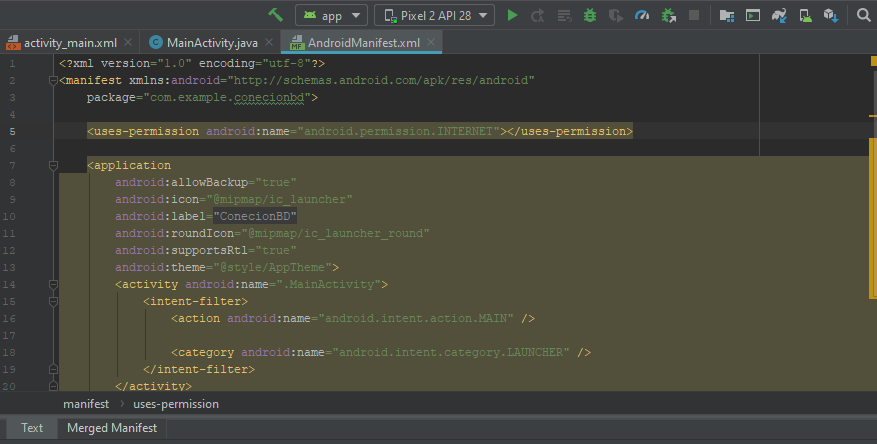 app
Pixel 2 API 28
activity_main.xml
MainActivity.java
AndroidManifest.xml
1 <?xml version="1.0" encoding="utf-8"?>
2 <manifest xmlns:android="http://schemas.android.com/apk/res/android"
3 package="com.example.conecionbd">
4
5 <uses-permission android:name="android.permission.INTERNET"></uses-permission>
6
7 <application
8 android:allowBackup="true"
9 android:icon="@mipmap/ic_launcher"
10 android:label="ConecionBD"
11 android:roundIcon="@mipmap/ic_launcher_round"
12 android:supportsRtl="true"
13 android:theme="@style/AppTheme">
14 <activity android:name=".MainActivity">
15 <intent-filter>
16 <action android:name="android.intent.action.MAIN" />
17
18 <category android:name="android.intent.category.LAUNCHER" />
19 </intent-filter>
20 </activity>
manifest › uses-permission
Text Merged Manifest